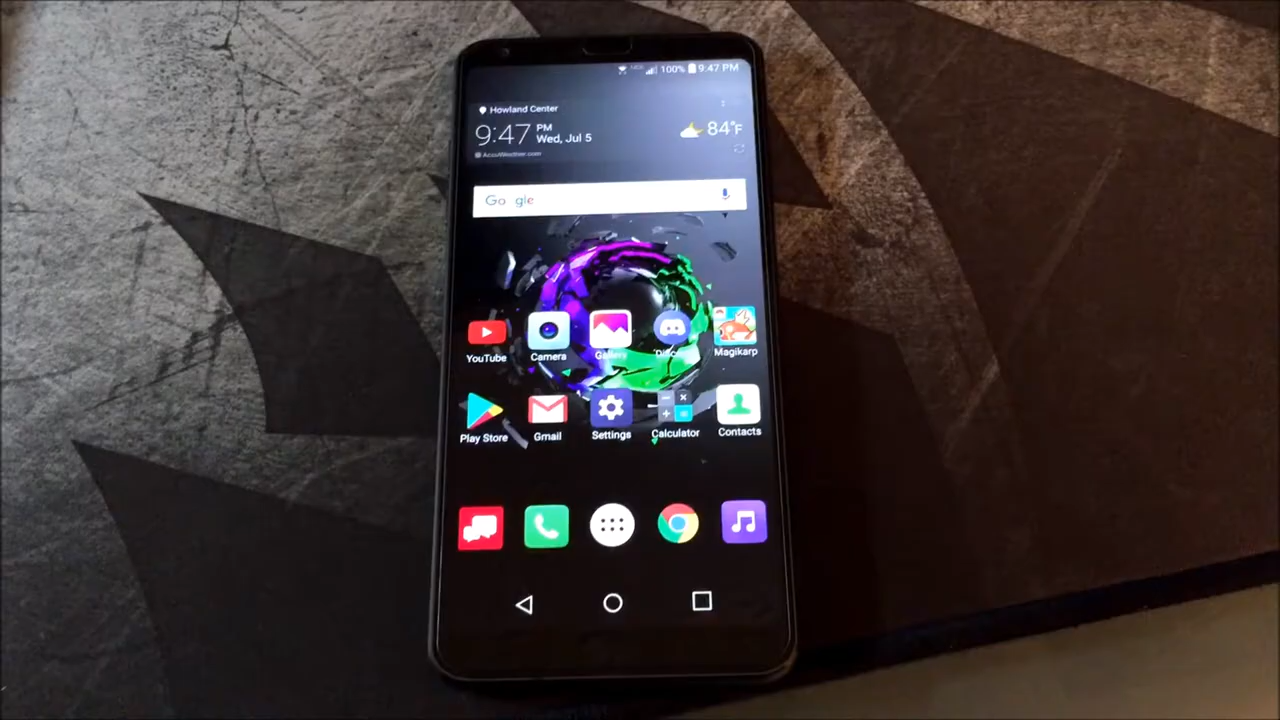 100% 9:47 PM
Howland Center
9:47 PM
Wed, Jul 5
84°F
AccuWeather.com
Go gle
YouTube
Camera
Gallery
Magikarp
Play Store
Gmail
Settings
Calculator
Contacts